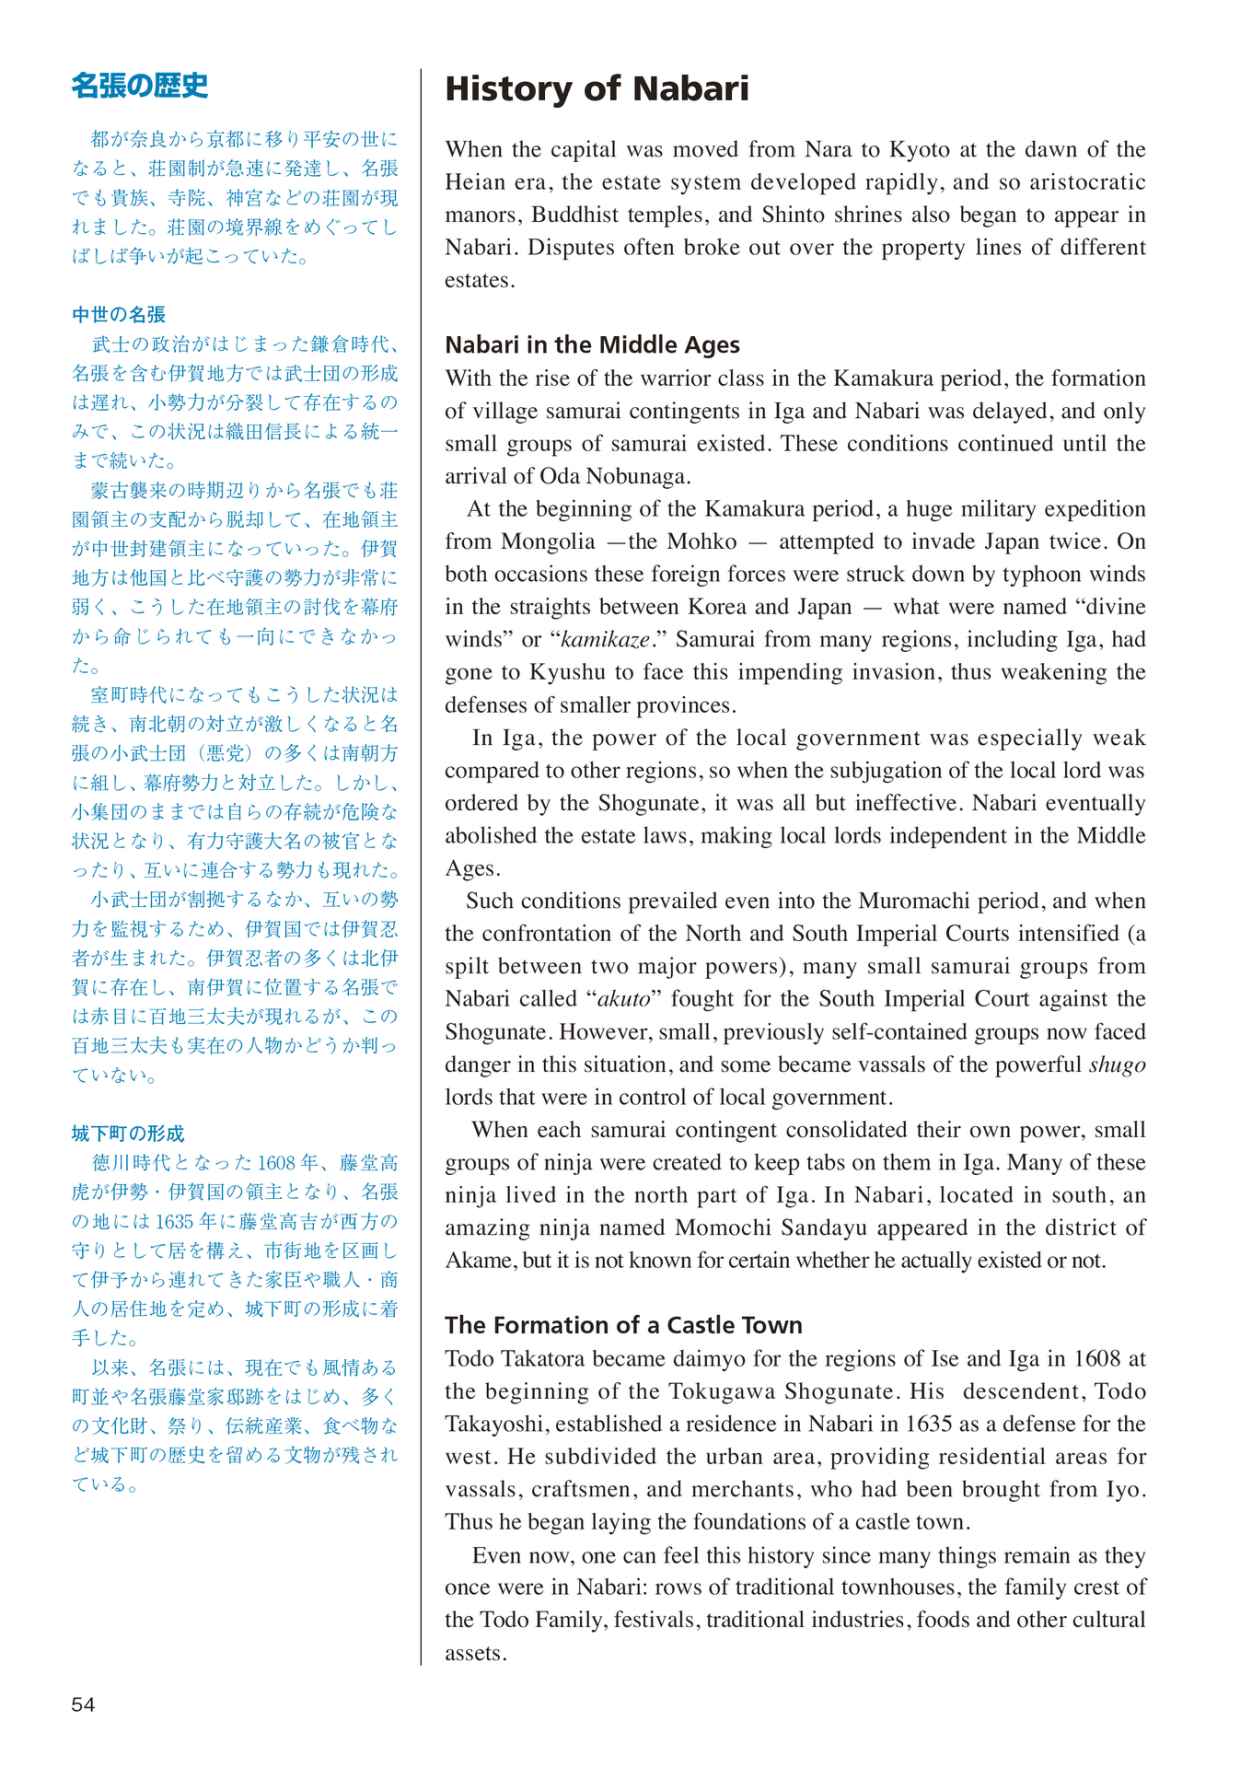 名張の歴史
都が奈良から京都に移り平安の世に
なると、荘園制が急速に発達し、名張
でも貴族、寺院、神宮などの荘園が現
れました。荘園の境界線をめぐってし
ばしば争いが起こっていた。
中世の名張
武士の政治がはじまった鎌倉時代、
名張を含む伊賀地方では武士団の形成
は遅れ、小勢力が分裂して存在するの
みで、この状況は織田信長による統一
まで続いた。
蒙古襲来の時期辺りから名張でも荘
園領主の支配から脱却して、在地領主
が中世封建領主になっていった。伊賀
地方は他国と比べ守護の勢力が非常に
弱く、こうした在地領主の討伐を幕府
から命じられても一向にできなかっ
た。
室町時代になってもこうした状況は
続き、南北朝の対立が激しくなると名
張の小武士団（悪党）の多くは南朝方
に組し、幕府勢力と対立した。しかし、
小集団のままでは自らの存続が危険な
状況となり、有力守護大名の被官とな
ったり、互いに連合する勢力も現れた。
小武士団が割拠するなか、互いの勢
力を監視するため、伊賀国では伊賀忍
者が生まれた。伊賀忍者の多くは北伊
賀に存在し、南伊賀に位置する名張で
は赤目に百地三太夫が現れるが、この
百地三太夫も実在の人物かどうか判っ
ていない。
城下町の形成
徳川時代となった 1608 年、藤堂高
虎が伊勢・伊賀国の領主となり、名張
の地には 1635 年に藤堂高吉が西方の
守りとして居を構え、市街地を区画し
て伊予から連れてきた家臣や職人・商
人の居住地を定め、城下町の形成に着
手した。
以来、名張には、現在でも風情ある
町並や名張藤堂家邸跡をはじめ、多く
の文化財、祭り、伝統産業、食べ物な
ど城下町の歴史を留める文物が残され
ている。
History of Nabari
When the capital was moved from Nara to Kyoto at the dawn of the
Heian era, the estate system developed rapidly, and so aristocratic
manors, Buddhist temples, and Shinto shrines also began to appear in
Nabari. Disputes often broke out over the property lines of different
estates.
Nabari in the Middle Ages
With the rise of the warrior class in the Kamakura period, the formation
of village samurai contingents in Iga and Nabari was delayed, and only
small groups of samurai existed. These conditions continued until the
arrival of Oda Nobunaga.
At the beginning of the Kamakura period, a huge military expedition
from Mongolia —the Mohko — attempted to invade Japan twice. On
both occasions these foreign forces were struck down by typhoon winds
in the straights between Korea and Japan — what were named “divine
winds” or “kamikaze.” Samurai from many regions, including Iga, had
gone to Kyushu to face this impending invasion, thus weakening the
defenses of smaller provinces.
In Iga, the power of the local government was especially weak
compared to other regions, so when the subjugation of the local lord was
ordered by the Shogunate, it was all but ineffective. Nabari eventually
abolished the estate laws, making local lords independent in the Middle
Ages.
Such conditions prevailed even into the Muromachi period, and when
the confrontation of the North and South Imperial Courts intensified (a
spilt between two major powers), many small samurai groups from
Nabari called “akuto” fought for the South Imperial Court against the
Shogunate. However, small, previously self-contained groups now faced
danger in this situation, and some became vassals of the powerful shugo
lords that were in control of local government.
When each samurai contingent consolidated their own power, small
groups of ninja were created to keep tabs on them in Iga. Many of these
ninja lived in the north part of Iga. In Nabari, located in south, an
amazing ninja named Momochi Sandayu appeared in the district of
Akame, but it is not known for certain whether he actually existed or not.
The Formation of a Castle Town
Todo Takatora became daimyo for the regions of Ise and Iga in 1608 at
the beginning of the Tokugawa Shogunate. His descendent, Todo
Takayoshi, established a residence in Nabari in 1635 as a defense for the
west. He subdivided the urban area, providing residential areas for
vassals, craftsmen, and merchants, who had been brought from Iyo.
Thus he began laying the foundations of a castle town.
Even now, one can feel this history since many things remain as they
once were in Nabari: rows of traditional townhouses, the family crest of
the Todo Family, festivals, traditional industries, foods and other cultural
assets.
54